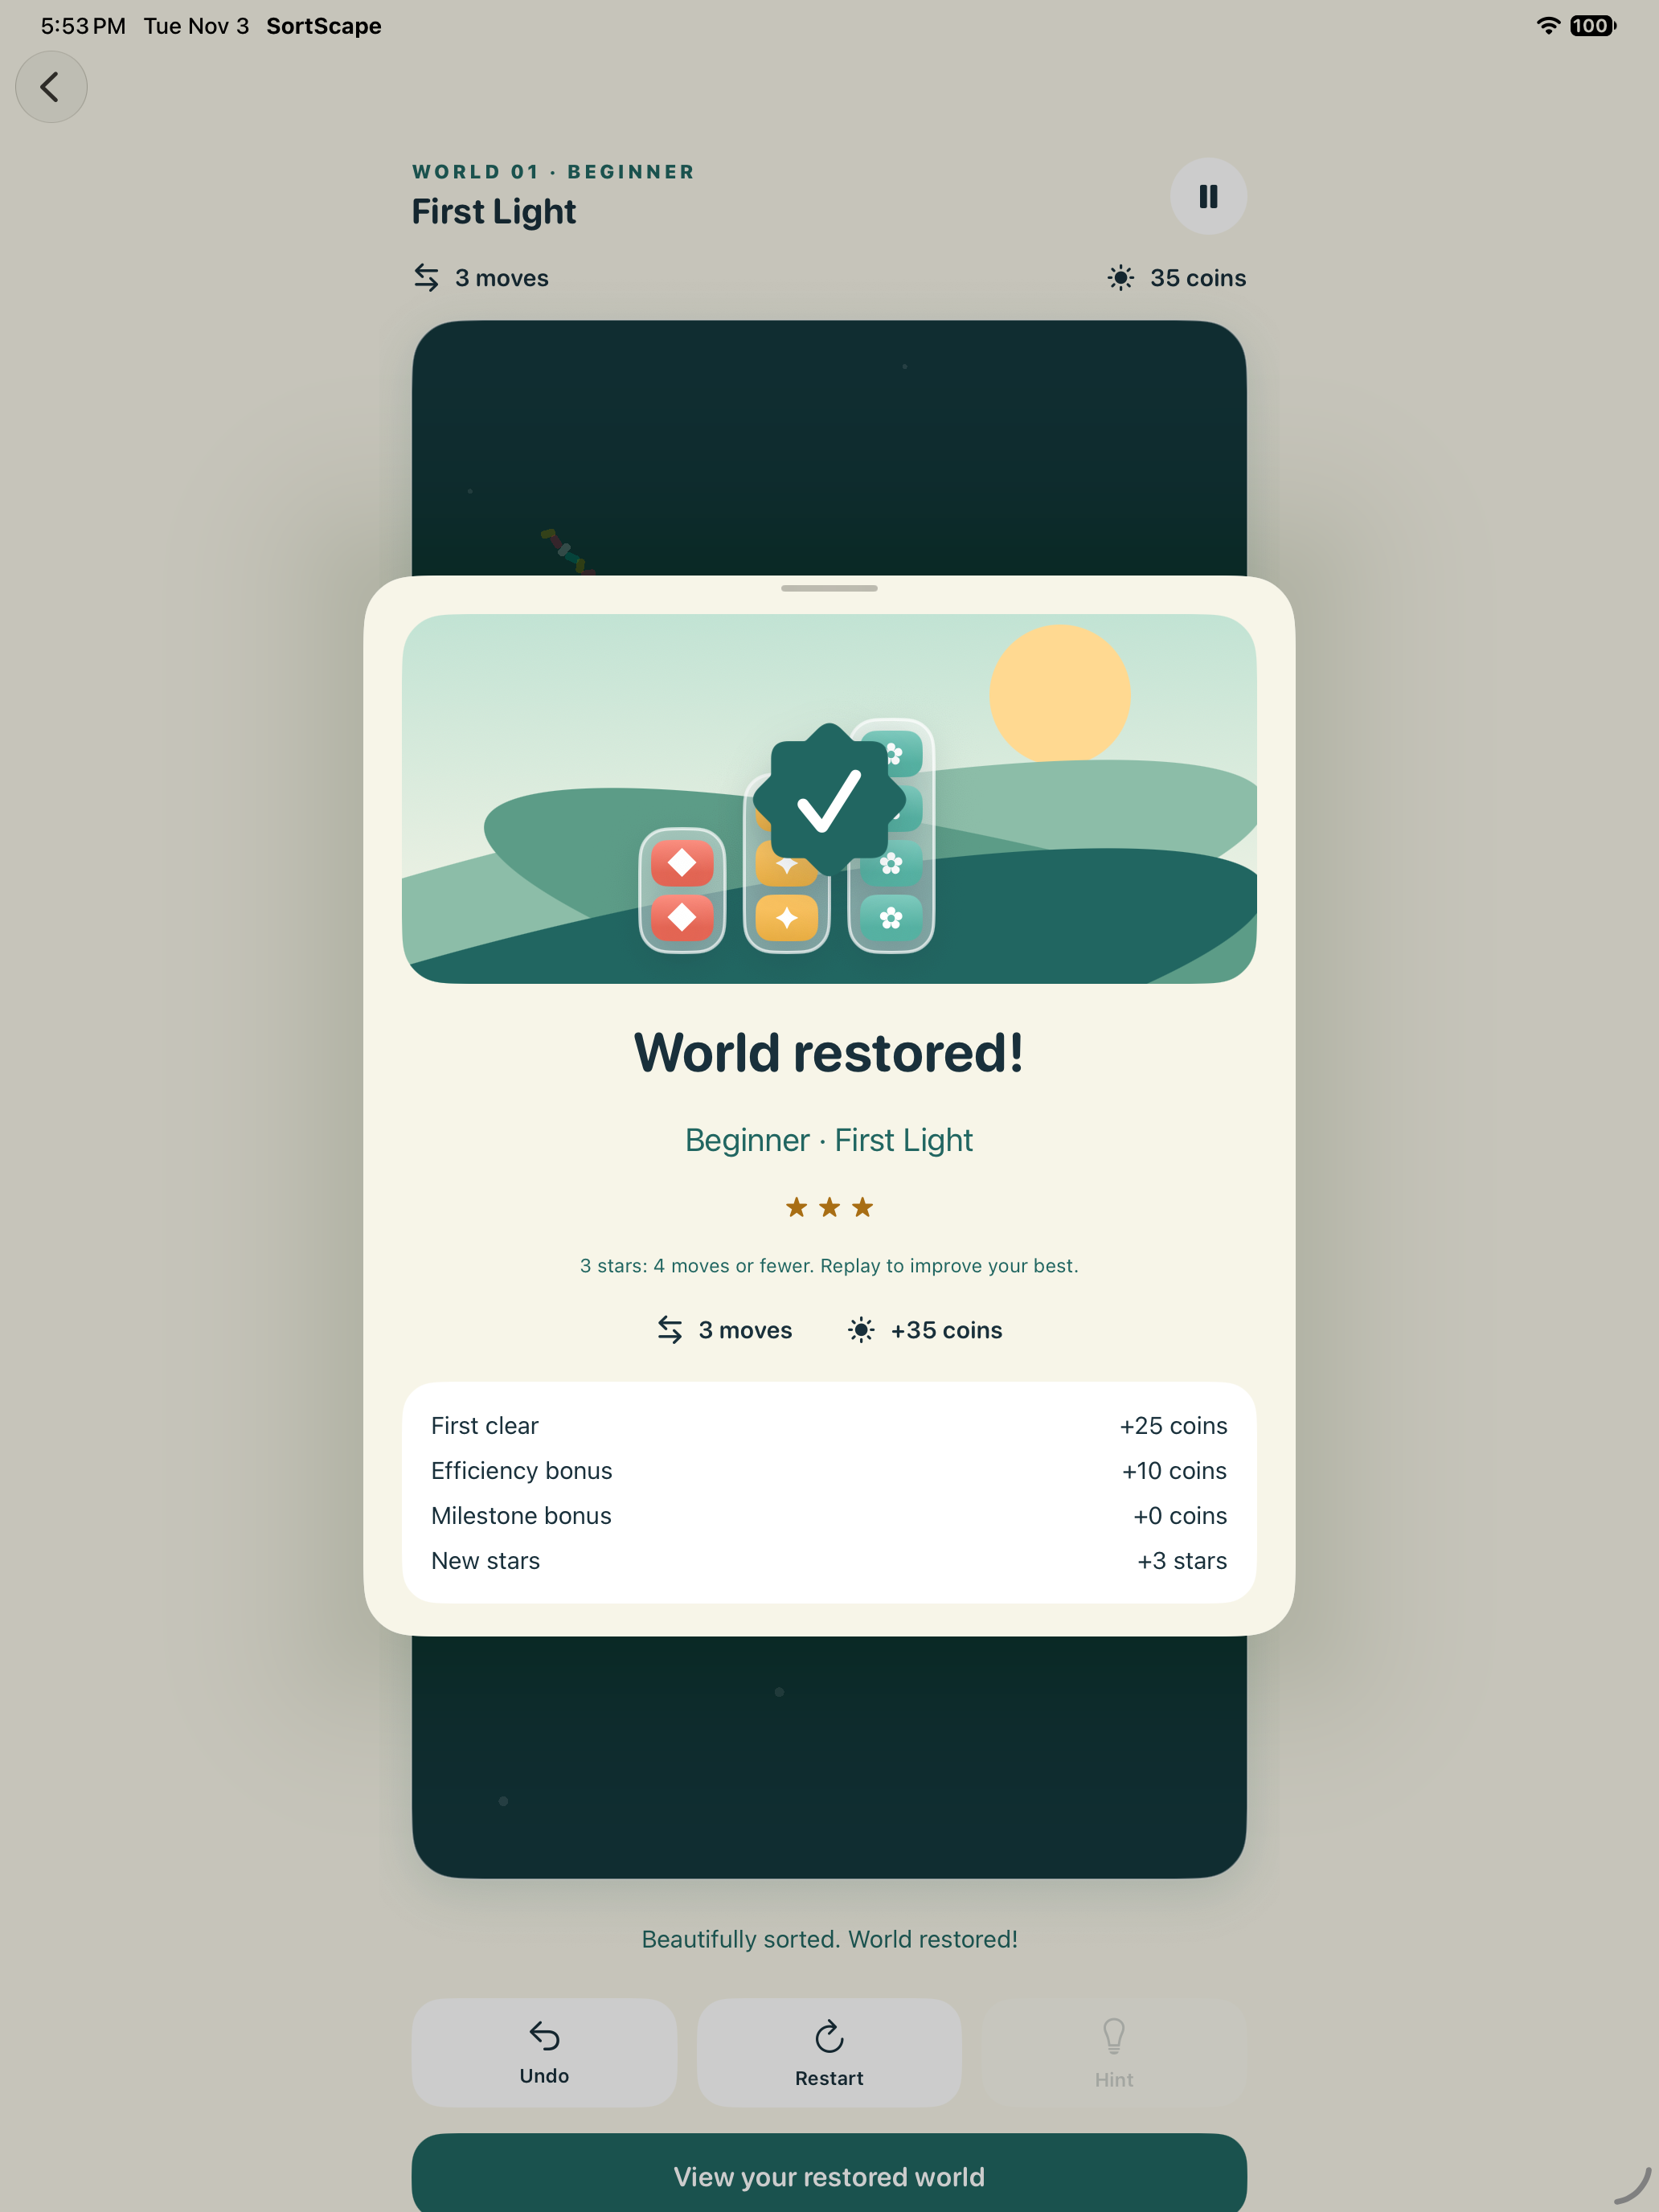 5:53 PM Tue Nov 3 SortScape
100
WORLD 01 · BEGINNER
First Light
3 moves
35 coins
World restored!
Beginner · First Light
3 stars: 4 moves or fewer. Replay to improve your best.
3 moves
+35 coins
First clear +25 coins
Efficiency bonus +10 coins
Milestone bonus +0 coins
New stars +3 stars
Beautifully sorted. World restored!
Undo
Restart
Hint
View your restored world